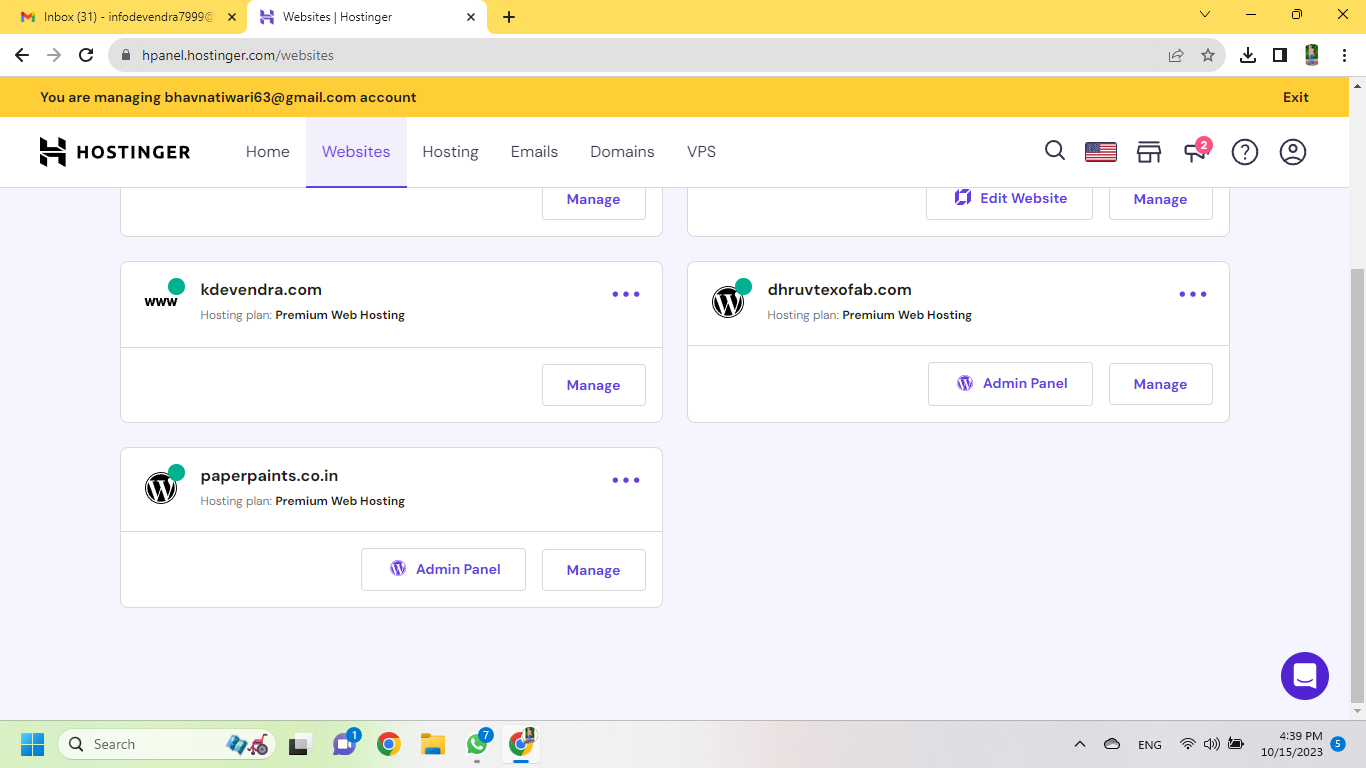 Inbox (31) - infodevendra7999@
Websites | Hostinger
hpanel.hostinger.com/websites
You are managing bhavnatiwari63@gmail.com account
Exit
HOSTINGER
Home
Websites
Hosting
Emails
Domains
VPS
2
Manage
Edit Website
Manage
www
kdevendra.com
Hosting plan: Premium Web Hosting
Manage
dhruvtexofab.com
Hosting plan: Premium Web Hosting
Admin Panel
Manage
paperpaints.co.in
Hosting plan: Premium Web Hosting
Admin Panel
Manage
Search
1
7
ENG
4:39 PM
10/15/2023
5